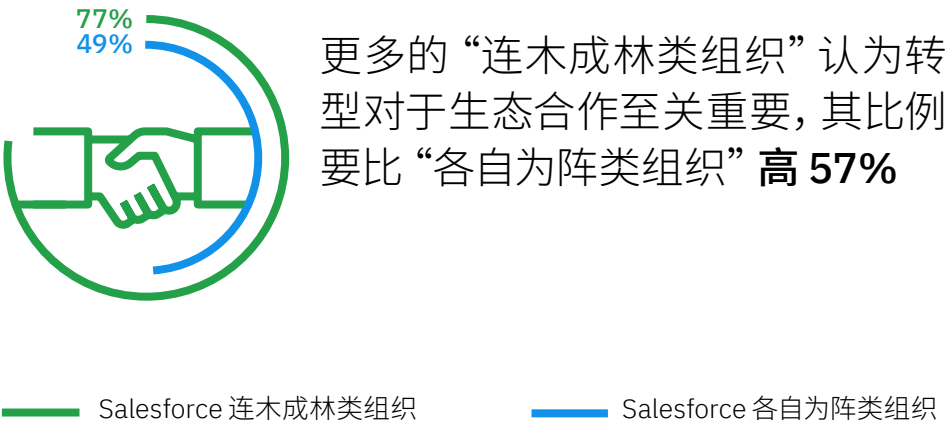 77%
49%
更多的“连木成林类组织”认为转
型对于生态合作至关重要，其比例
要比“各自为阵类组织”高 57%
Salesforce 连木成林类组织
Salesforce 各自为阵类组织